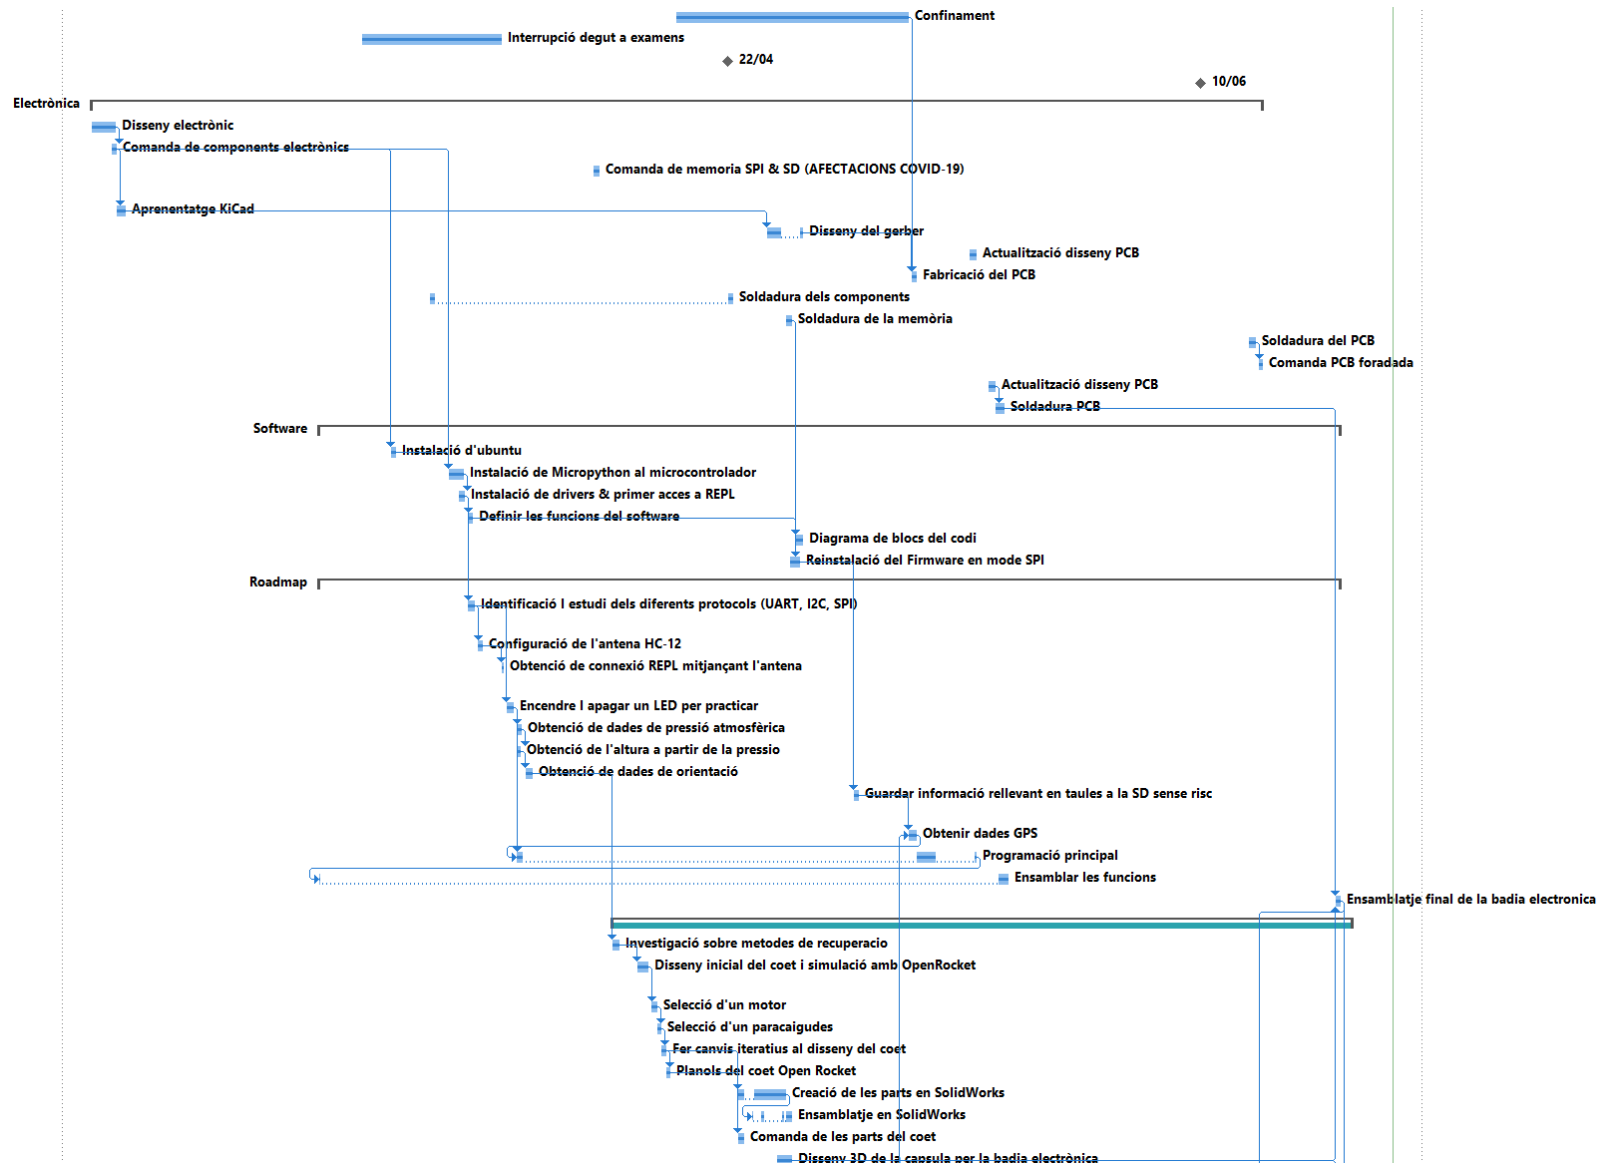 Confinament
Interrupció degut a examens
22/04
10/06
Electrònica
Disseny electrònic
Comanda de components electrònics
Comanda de memoria SPI & SD (AFECTACIONS COVID-19)
Aprenentatge KiCad
Disseny del gerber
Actualització disseny PCB
Fabricació del PCB
Soldadura dels components
Soldadura de la memòria
Soldadura del PCB
Comanda PCB foradada
Actualització disseny PCB
Soldadura PCB
Software
Instalació d'ubuntu
Instalació de Micropython al microcontrolador
Instalació de drivers & primer acces a REPL
Definir les funcions del software
Diagrama de blocs del codi
Reinstalació del Firmware en mode SPI
Roadmap
Identificació I estudi dels diferents protocols (UART, I2C, SPI)
Configuració de l'antena HC-12
Obtenció de connexió REPL mitjançant l'antena
Encendre I apagar un LED per practicar
Obtenció de dades de pressió atmosfèrica
Obtenció de l'altura a partir de la pressio
Obtenció de dades de orientació
Guardar informació rellevant en taules a la SD sense risc
Obtenir dades GPS
Programació principal
Ensamblar les funcions
Ensamblatje final de la badia electronica
Investigació sobre metodes de recuperacio
Disseny inicial del coet i simulació amb OpenRocket
Selecció d'un motor
Selecció d'un paracaigudes
Fer canvis iteratius al disseny del coet
Planols del coet Open Rocket
Creació de les parts en SolidWorks
Ensamblatje en SolidWorks
Comanda de les parts del coet
Disseny 3D de la capsula per la badia electrònica